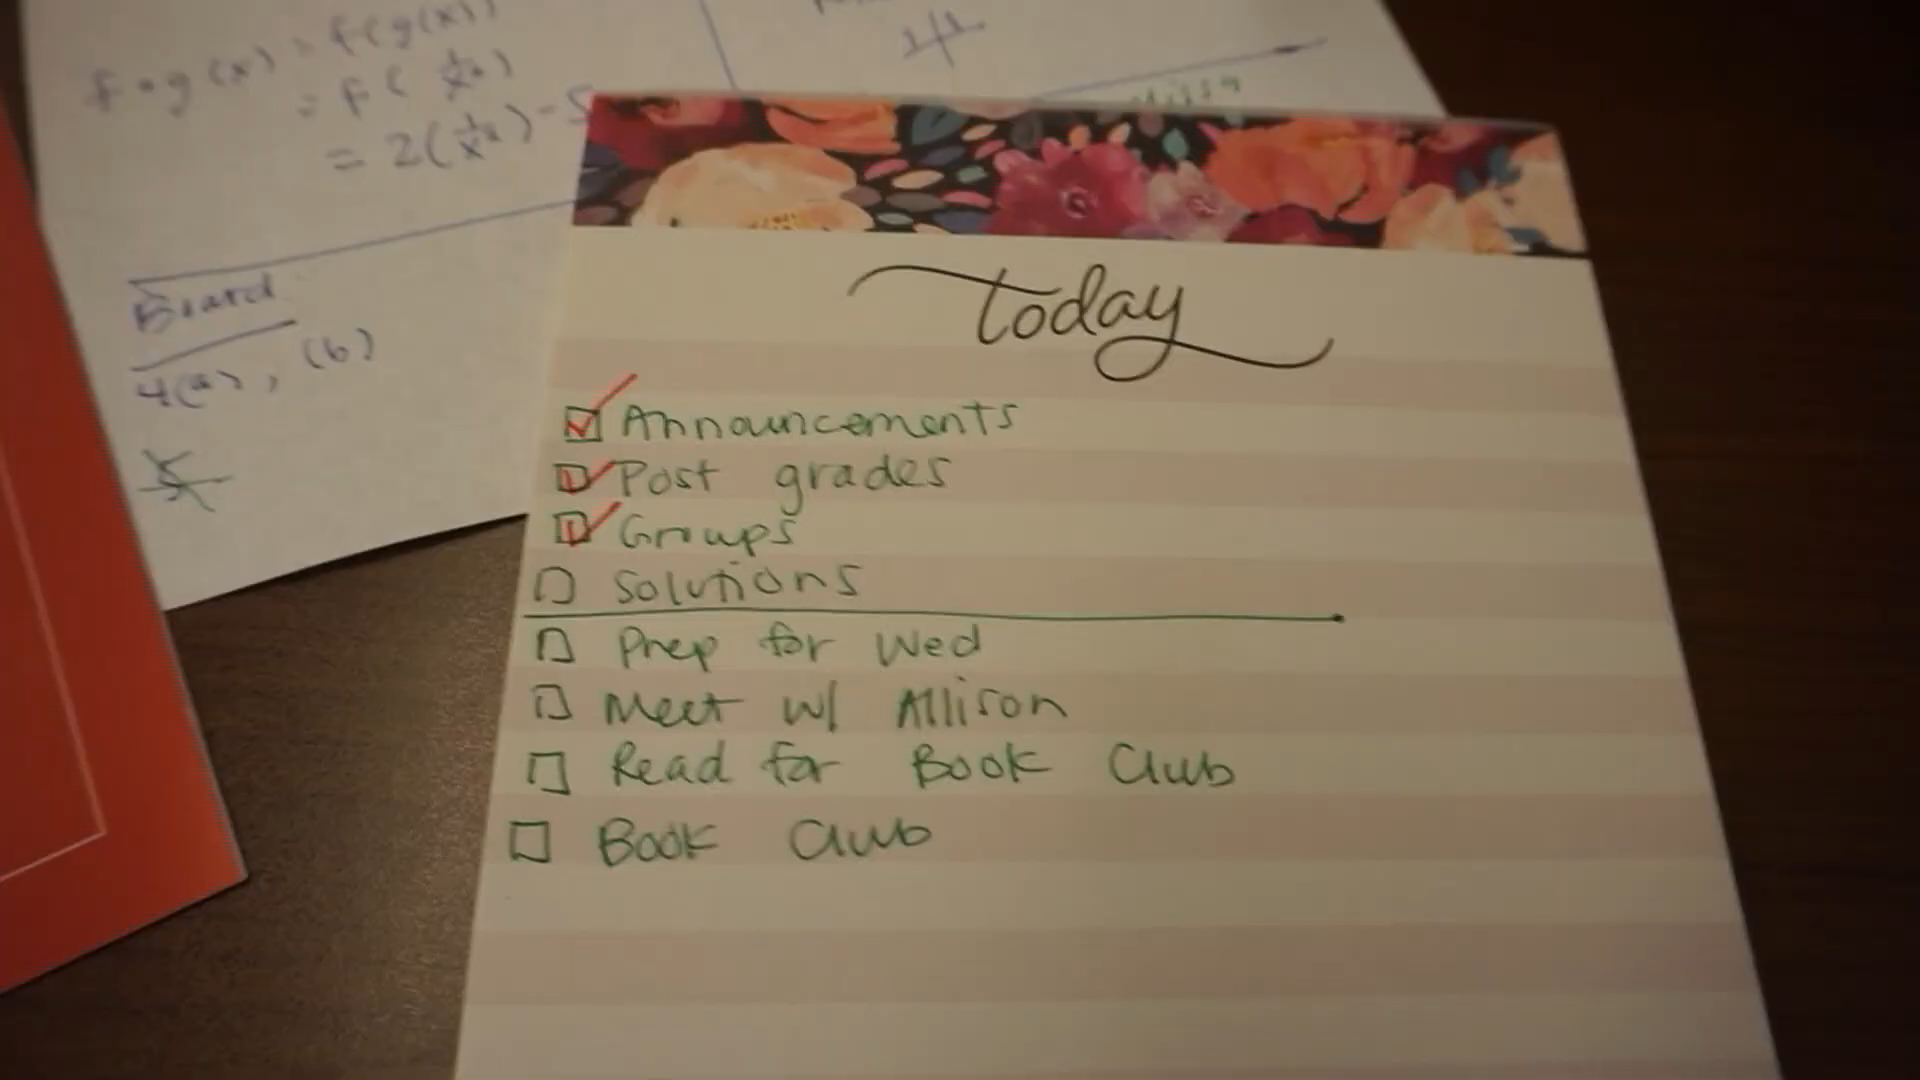 f∘g(x) = f(g(x))
= f(
= 2(
Board
4(a), (b)
today
Announcements
Post grades
Groups
Solutions
Prep for Wed
Meet w/ Allison
Read for Book Club
Book Club